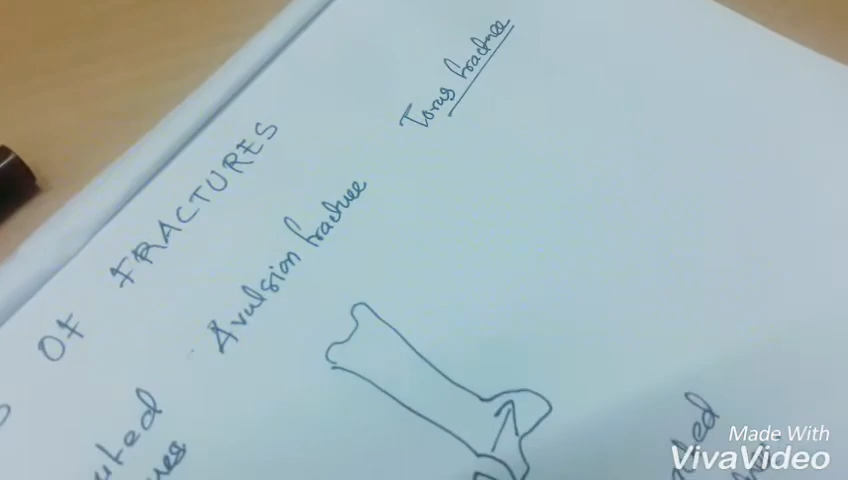 OF FRACTURES
Avulsion fracture
Torus fracture
Made With
VivaVideo